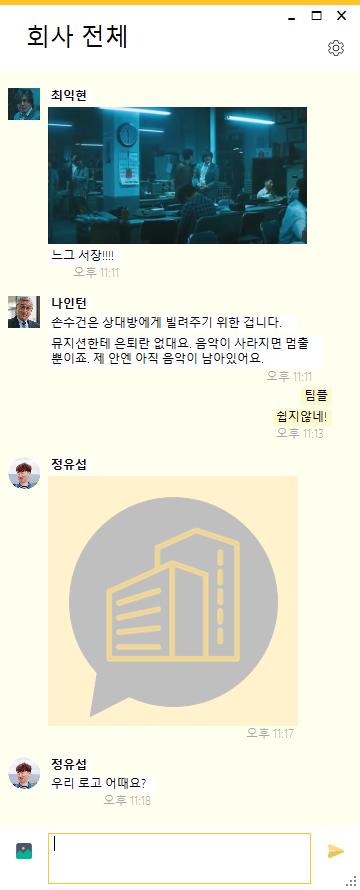 회사 전체
최익현
느그 서장!!!!
오후 11:11
나인턴
손수건은 상대방에게 빌려주기 위한 겁니다.
뮤지션한테 은퇴란 없대요. 음악이 사라지면 멈출
뿐이죠. 제 안엔 아직 음악이 남아있어요.
오후 11:11
팀플
쉽지않네!
오후 11:13
정유섭
오후 11:17
정유섭
우리 로고 어때요?
오후 11:18